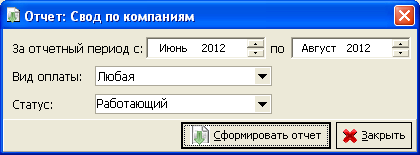 Отчет: Свод по компаниям
За отчетный период с: Июнь 2012 по Август 2012
Вид оплаты: Любая
Статус: Работающий
Сформировать отчет Закрыть